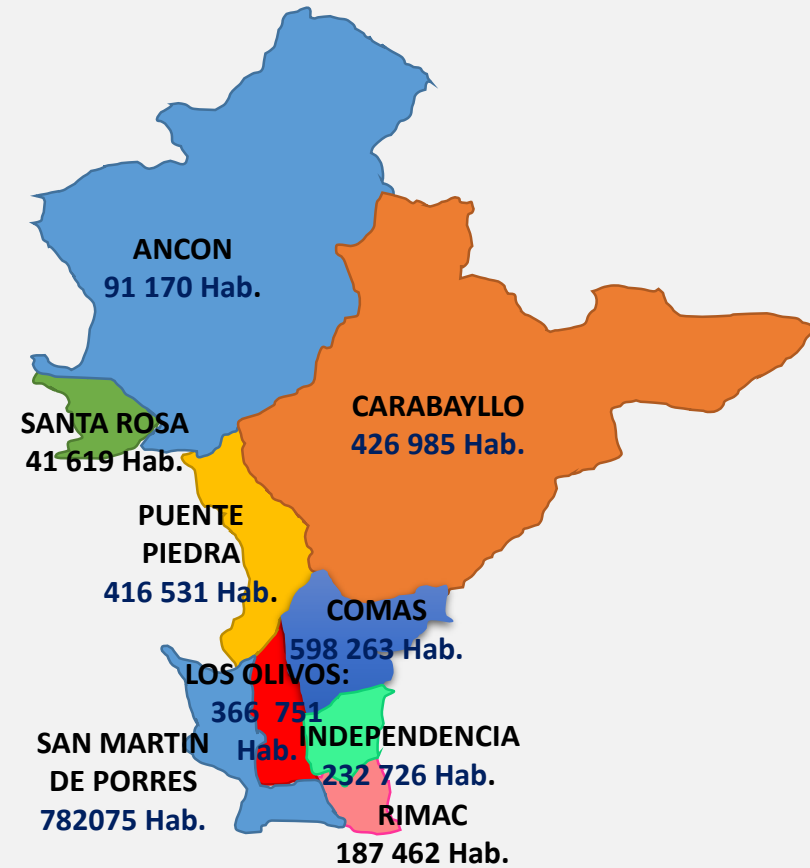 ANCON
91 170 Hab.
CARABAYLLO
426 985 Hab.
SANTA ROSA
41 619 Hab.
PUENTE
PIEDRA
416 531 Hab.
COMAS
598 263 Hab.
LOS OLIVOS:
366 751
Hab.
INDEPENDENCIA
232 726 Hab.
SAN MARTIN
DE PORRES
782075 Hab.
RIMAC
187 462 Hab.